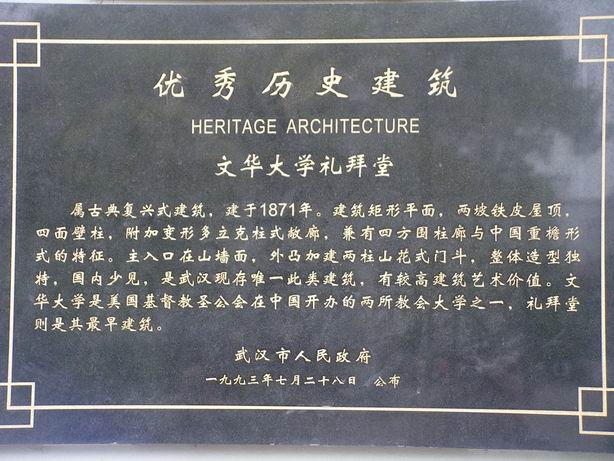 优秀历史建筑
HERITAGE ARCHITECTURE
文华大学礼拜堂
属古典复兴式建筑，建于1871年。建筑矩形平面，两坡铁皮屋顶，
四面壁柱，附加变形多立克柱式敞廊，兼有四方围柱廊与中国重檐形
式的特征。主入口在山墙面，外凸加建两柱山花式门斗，整体造型独
特，国内少见，是武汉现存唯一此类建筑，有较高建筑艺术价值。文
华大学是美国基督教圣公会在中国开办的两所教会大学之一，礼拜堂
则是其最早建筑。
武汉市人民政府
一九九三年七月二十八日　公布